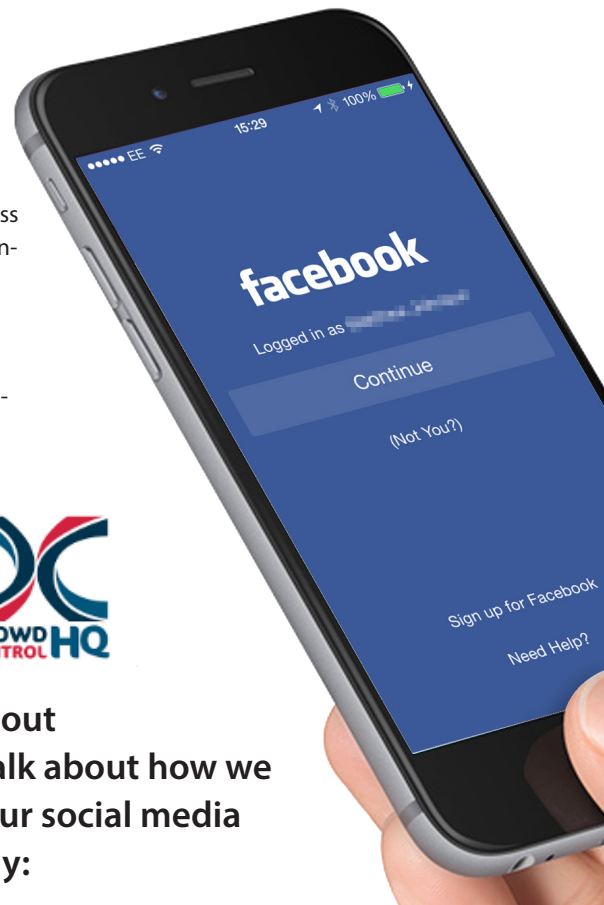 ss
n-
-
OWD
TROL HQ
out
alk about how we
ur social media
y:
EE 15:29 100%
facebook
Logged in as
Continue
(Not You?)
Sign up for Facebook
Need Help?